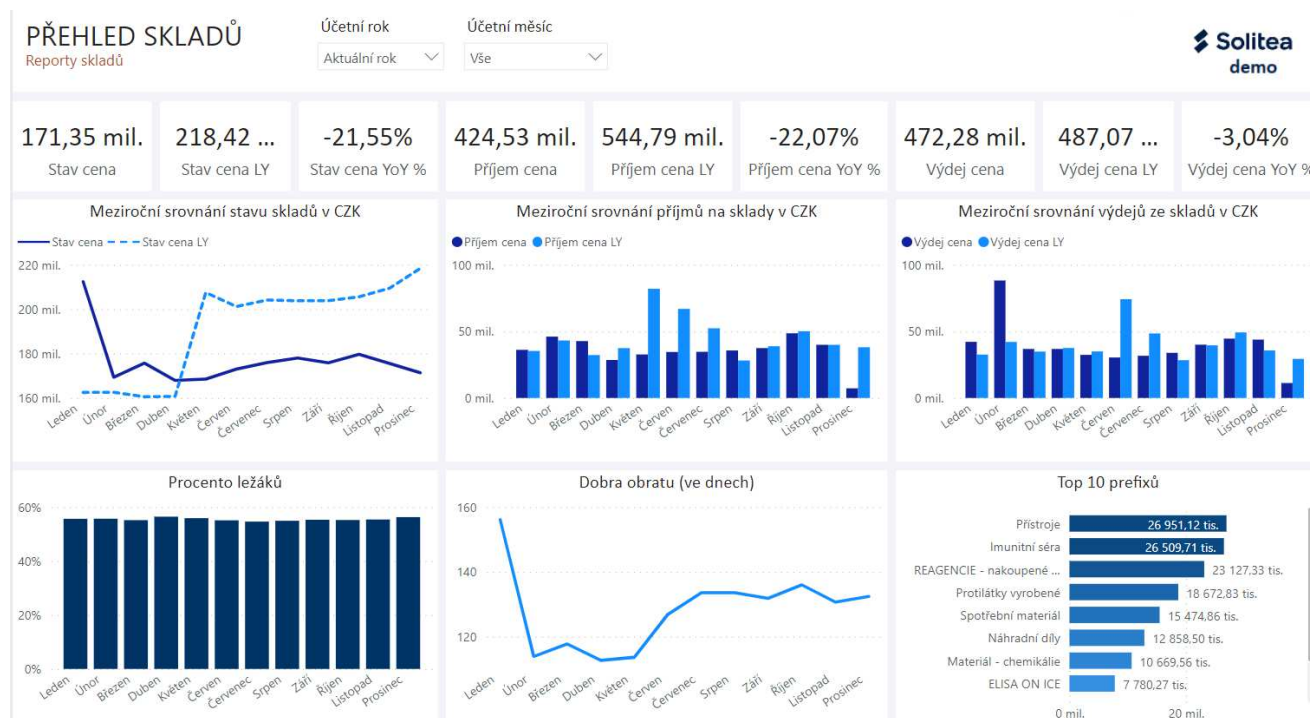 PŘEHLED SKLADŮ
Reporty skladů
Účetní rok
Aktuální rok
Účetní měsíc
Vše
Solitea
demo
171,35 mil.
Stav cena
218,42 ...
Stav cena LY
-21,55%
Stav cena YoY %
424,53 mil.
Příjem cena
544,79 mil.
Příjem cena LY
-22,07%
Příjem cena YoY %
472,28 mil.
Výdej cena
487,07 ...
Výdej cena LY
-3,04%
Výdej cena YoY %
Meziroční srovnání stavu skladů v CZK
Stav cena Stav cena LY
220 mil.
200 mil.
180 mil.
160 mil.
Leden Únor Březen Duben Květen Červen Červenec Srpen Září Říjen Listopad Prosinec
Meziroční srovnání příjmů na sklady v CZK
Příjem cena Příjem cena LY
100 mil.
50 mil.
0 mil.
Leden Únor Březen Duben Květen Červen Červenec Srpen Září Říjen Listopad Prosinec
Meziroční srovnání výdejů ze skladů v CZK
Výdej cena Výdej cena LY
100 mil.
50 mil.
0 mil.
Leden Únor Březen Duben Květen Červen Červenec Srpen Září Říjen Listopad Prosinec
Procento ležáků
60%
40%
20%
0%
Leden Únor Březen Duben Květen Červen Červenec Srpen Září Říjen Listopad Prosinec
Dobra obratu (ve dnech)
160
140
120
Leden Únor Březen Duben Květen Červen Červenec Srpen Září Říjen Listopad Prosinec
Top 10 prefixů
Přístroje 26 951,12 tis.
Imunitní séra 26 509,71 tis.
REAGENCIE - nakoupené ... 23 127,33 tis.
Protilátky vyrobené 18 672,83 tis.
Spotřební materiál 15 474,86 tis.
Náhradní díly 12 858,50 tis.
Materiál - chemikálie 10 669,56 tis.
ELISA ON ICE 7 780,27 tis.
0 mil. 20 mil.